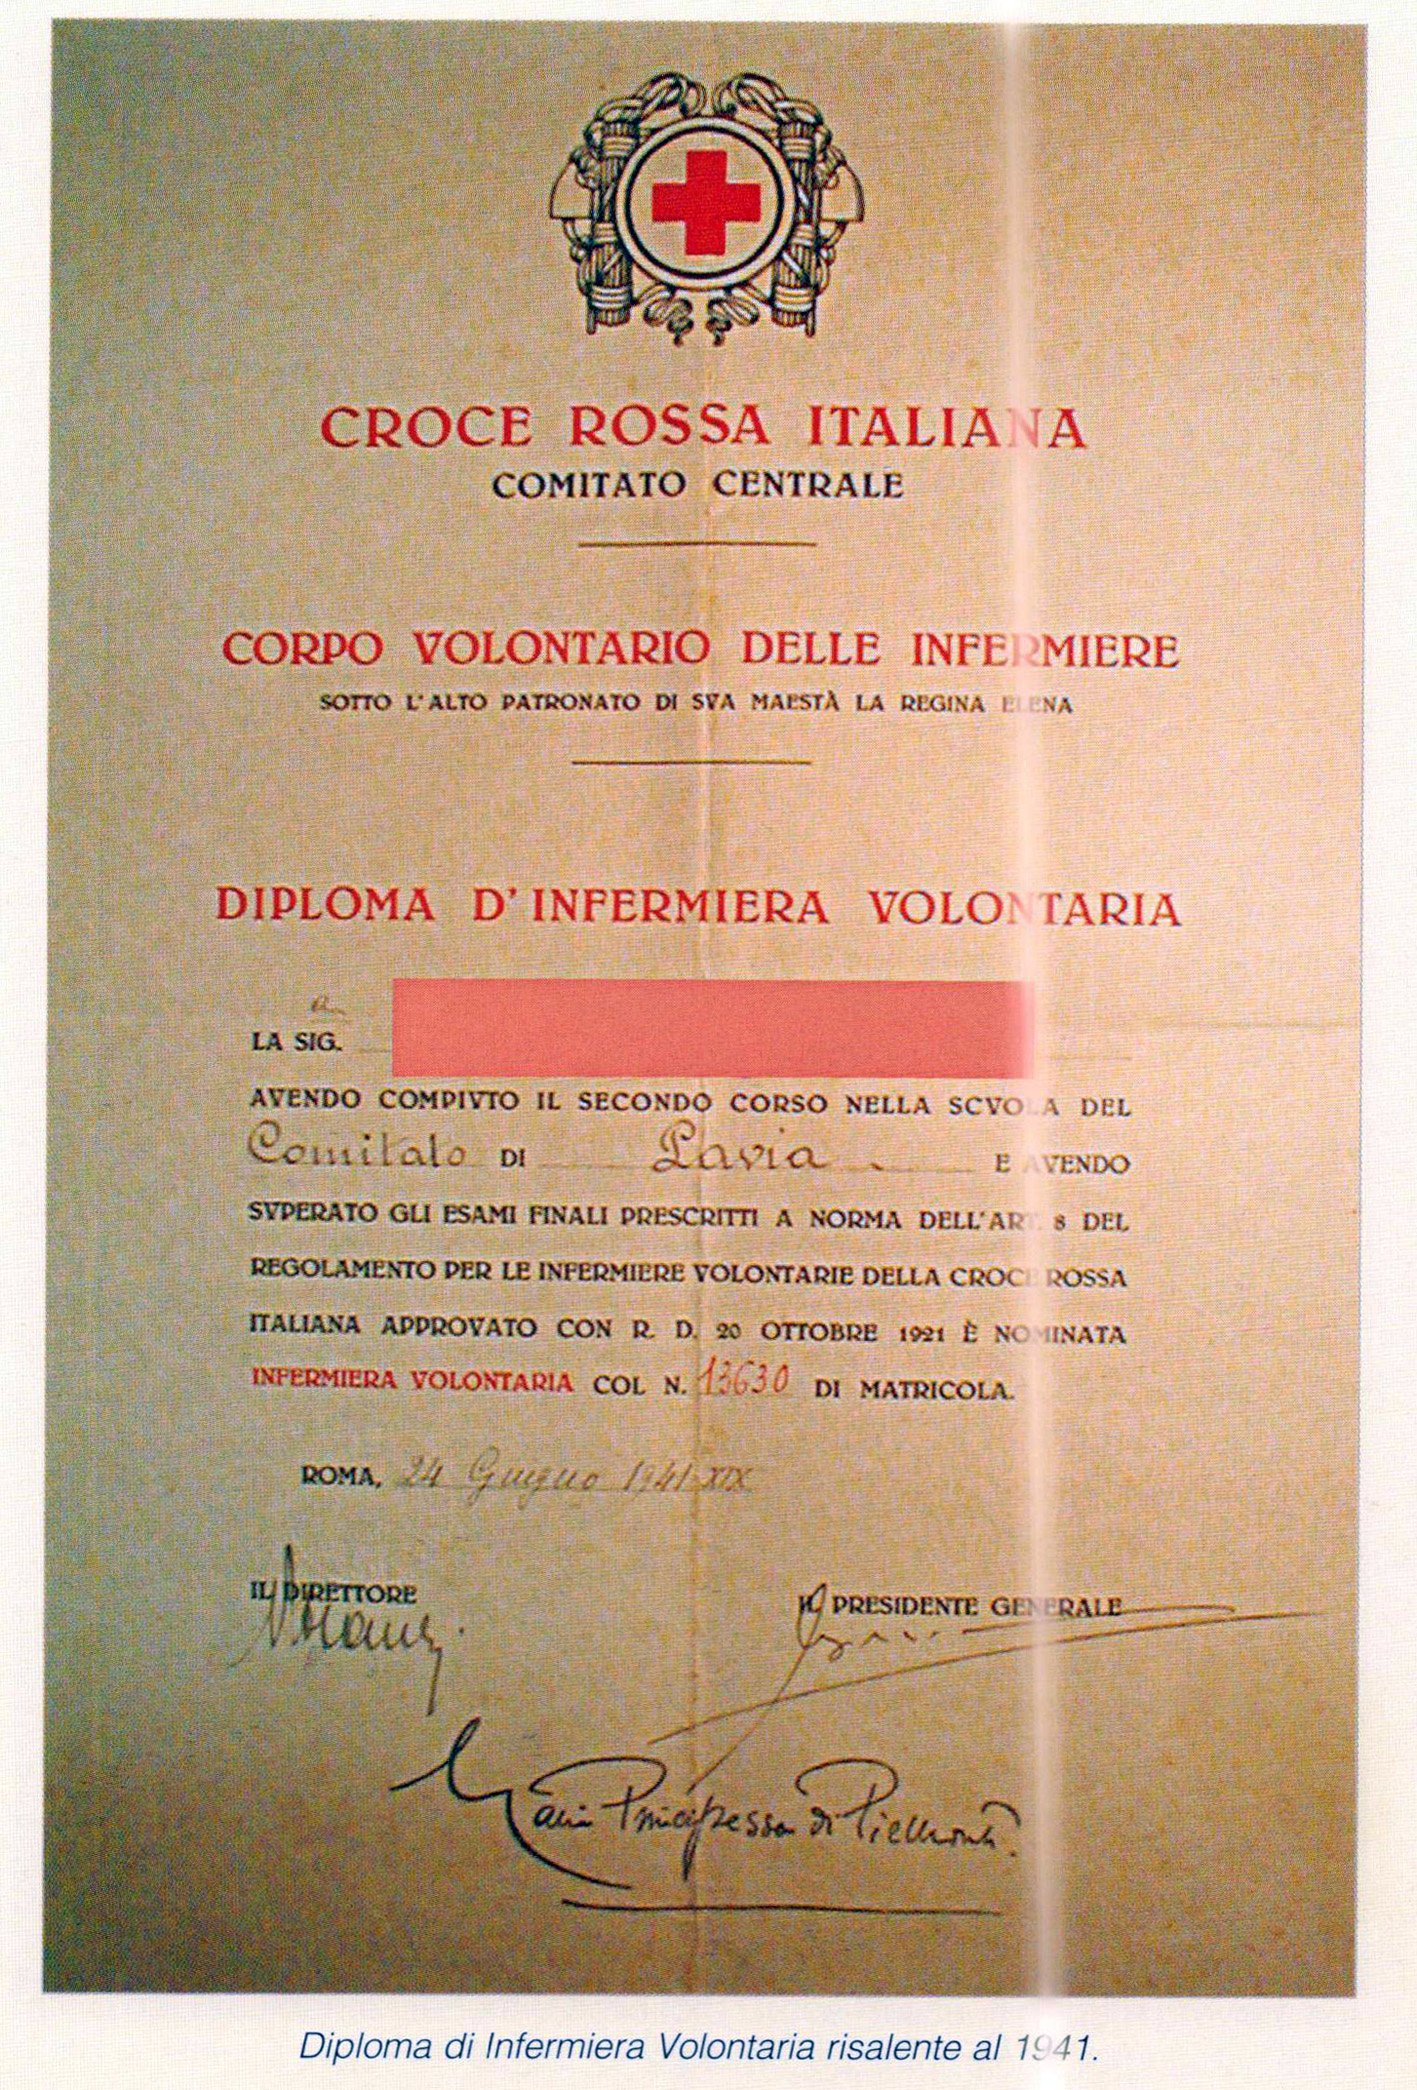 CROCE ROSSA ITALIANA
COMITATO CENTRALE
CORPO VOLONTARIO DELLE INFERMIERE
SOTTO L'ALTO PATRONATO DI SVA MAESTÀ LA REGINA ELENA
DIPLOMA D'INFERMIERA VOLONTARIA
a
LA SIG.
AVENDO COMPIVTO IL SECONDO CORSO NELLA SCVOLA DEL
Comitato DI Pavia E AVENDO
SVPERATO GLI ESAMI FINALI PRESCRITTI A NORMA DELL'ART. 8 DEL
REGOLAMENTO PER LE INFERMIERE VOLONTARIE DELLA CROCE ROSSA
ITALIANA APPROVATO CON R. D. 20 OTTOBRE 1921 È NOMINATA
INFERMIERA VOLONTARIA COL N. 13630 DI MATRICOLA.
ROMA, 24 Giugno 1941 XIX
IL DIRETTORE
IL PRESIDENTE GENERALE
Maria Principessa di Piemonte
Diploma di Infermiera Volontaria risalente al 1941.